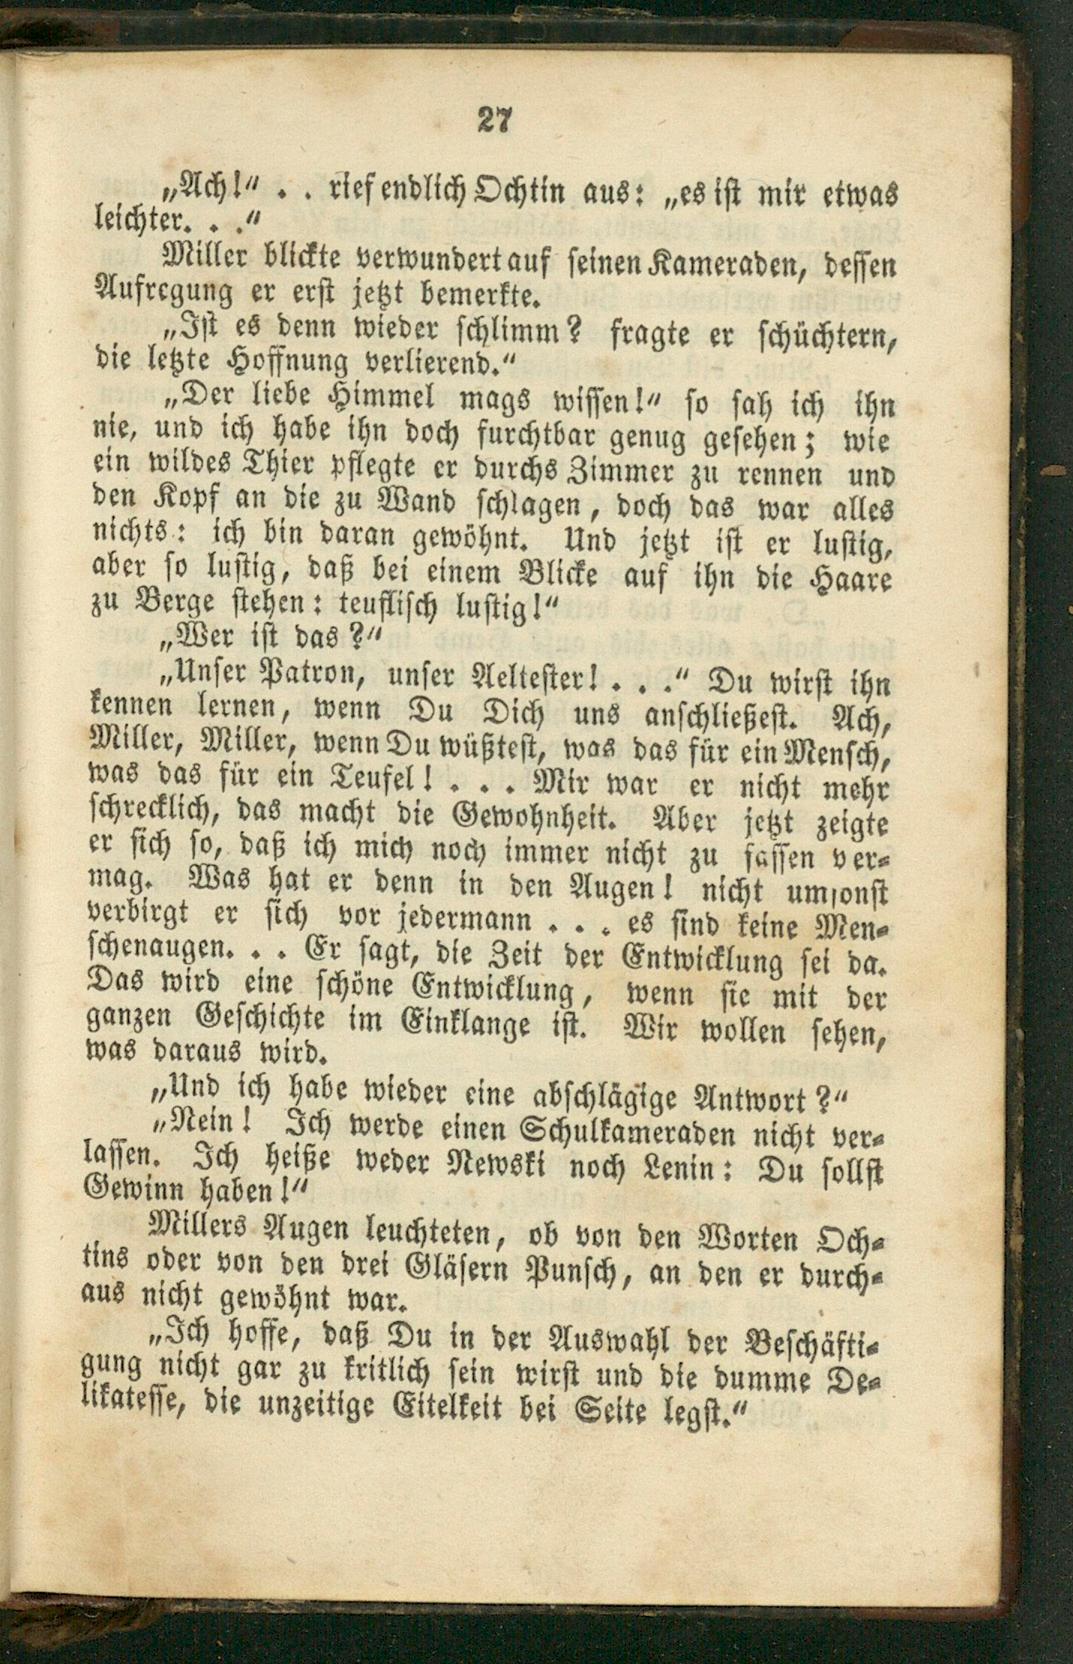 27
„Ach!“ . . rief endlich Ochtin aus: „es ist mir etwas
leichter. . .“
Miller blickte verwundert auf seinen Kameraden, dessen
Aufregung er erst jetzt bemerkte.
„Ist es denn wieder schlimm? fragte er schüchtern,
die letzte Hoffnung verlierend.“
„Der liebe Himmel mags wissen!“ so sah ich ihn
nie, und ich habe ihn doch furchtbar genug gesehen; wie
ein wildes Thier pflegte er durchs Zimmer zu rennen und
den Kopf an die zu Wand schlagen, doch das war alles
nichts: ich bin daran gewöhnt. Und jetzt ist er lustig,
aber so lustig, daß bei einem Blicke auf ihn die Haare
zu Berge stehen: teuflisch lustig!“
„Wer ist das?“
„Unser Patron, unser Aeltester! . . .“ Du wirst ihn
kennen lernen, wenn Du Dich uns anschließest. Ach,
Miller, Miller, wenn Du wüßtest, was das für ein Mensch,
was das für ein Teufel! . . . Mir war er nicht mehr
schrecklich, das macht die Gewohnheit. Aber jetzt zeigte
er sich so, daß ich mich noch immer nicht zu fassen ver-
mag. Was hat er denn in den Augen! nicht umsonst
verbirgt er sich vor jedermann . . . es sind keine Men-
schenaugen. . . Er sagt, die Zeit der Entwicklung sei da.
Das wird eine schöne Entwicklung, wenn sie mit der
ganzen Geschichte im Einklange ist. Wir wollen sehen,
was daraus wird.
„Und ich habe wieder eine abschlägige Antwort?“
„Nein! Ich werde einen Schulkameraden nicht ver-
lassen. Ich heiße weder Newski noch Lenin: Du sollst
Gewinn haben!“
Millers Augen leuchteten, ob von den Worten Och-
tins oder von den drei Gläsern Punsch, an den er durch-
aus nicht gewöhnt war.
„Ich hoffe, daß Du in der Auswahl der Beschäfti-
gung nicht gar zu kritlich sein wirst und die dumme De-
likatesse, die unzeitige Eitelkeit bei Seite legst.“